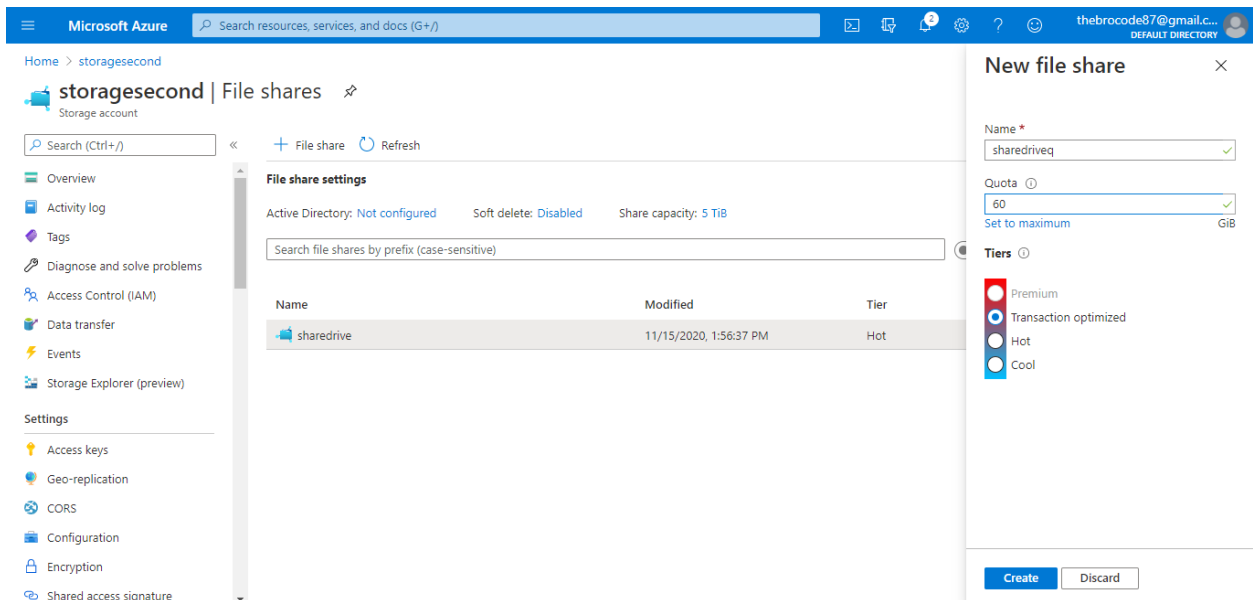 Microsoft Azure
Search resources, services, and docs (G+/)
2
thebrocode87@gmail.c...
DEFAULT DIRECTORY
Home > storagesecond
storagesecond | File shares
Storage account
Search (Ctrl+/)
«
Overview
Activity log
Tags
Diagnose and solve problems
Access Control (IAM)
Data transfer
Events
Storage Explorer (preview)
Settings
Access keys
Geo-replication
CORS
Configuration
Encryption
Shared access signature
+ File share Refresh
File share settings
Active Directory: Not configured Soft delete: Disabled Share capacity: 5 TiB
Search file shares by prefix (case-sensitive)
Name Modified Tier
sharedrive 11/15/2020, 1:56:37 PM Hot
New file share
Name *
sharedriveq
Quota
60
Set to maximum GiB
Tiers
Premium
Transaction optimized
Hot
Cool
Create Discard